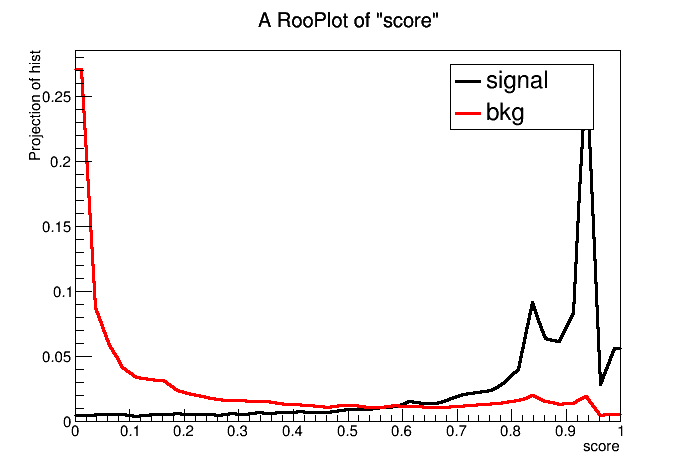 A RooPlot of "score"
Projection of hist
signal
bkg
0.25
0.2
0.15
0.1
0.05
0
0 0.1 0.2 0.3 0.4 0.5 0.6 0.7 0.8 0.9 1
score